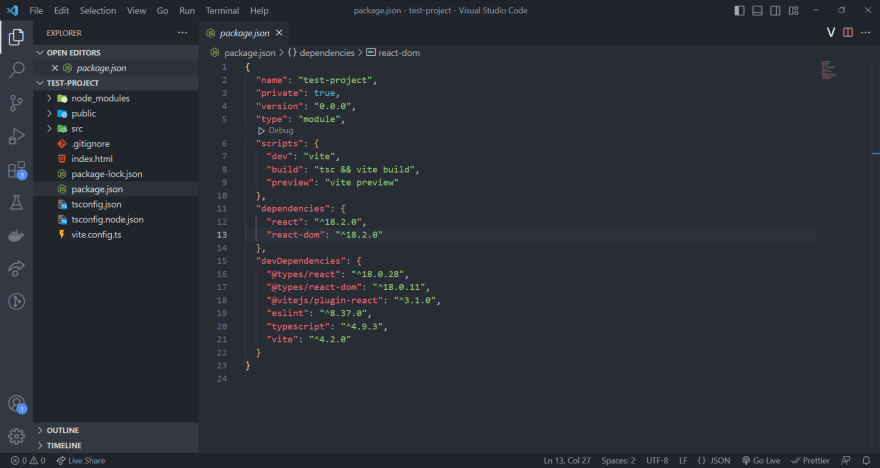 File Edit Selection View Go Run Terminal Help
package.json - test-project - Visual Studio Code
EXPLORER
OPEN EDITORS
package.json
TEST-PROJECT
node_modules
public
src
.gitignore
index.html
package-lock.json
package.json
tsconfig.json
tsconfig.node.json
vite.config.ts
OUTLINE
TIMELINE
3
1
package.json
package.json > {} dependencies > react-dom
1 {
2 "name": "test-project",
3 "private": true,
4 "version": "0.0.0",
5 "type": "module",
Debug
6 "scripts": {
7 "dev": "vite",
8 "build": "tsc && vite build",
9 "preview": "vite preview"
10 },
11 "dependencies": {
12 "react": "^18.2.0",
13 "react-dom": "^18.2.0"
14 },
15 "devDependencies": {
16 "@types/react": "^18.0.28",
17 "@types/react-dom": "^18.0.11",
18 "@vitejs/plugin-react": "^3.1.0",
19 "eslint": "^8.37.0",
20 "typescript": "^4.9.3",
21 "vite": "^4.2.0"
22 }
23 }
24
0 0 Live Share Ln 13, Col 27 Spaces: 2 UTF-8 LF {} JSON Go Live Prettier